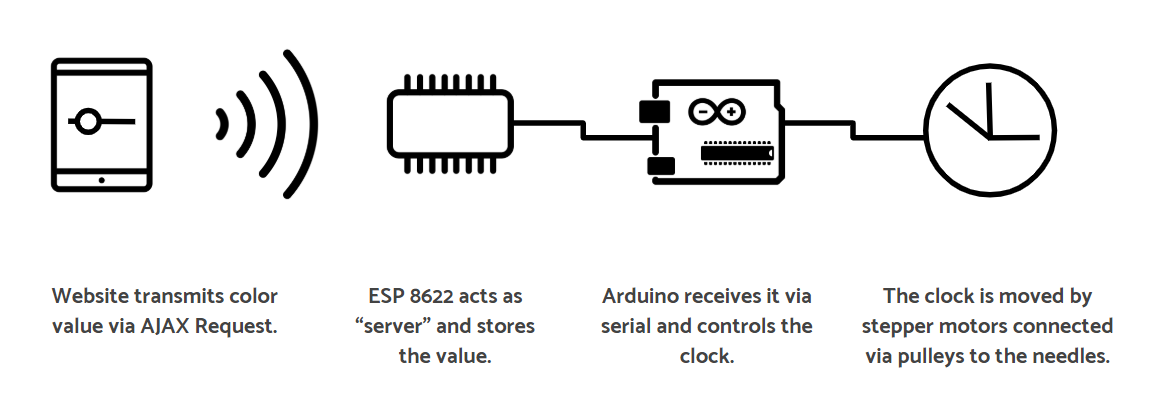 Website transmits color
value via AJAX Request.
ESP 8622 acts as
“server” and stores
the value.
Arduino receives it via
serial and controls the
clock.
The clock is moved by
stepper motors connected
via pulleys to the needles.